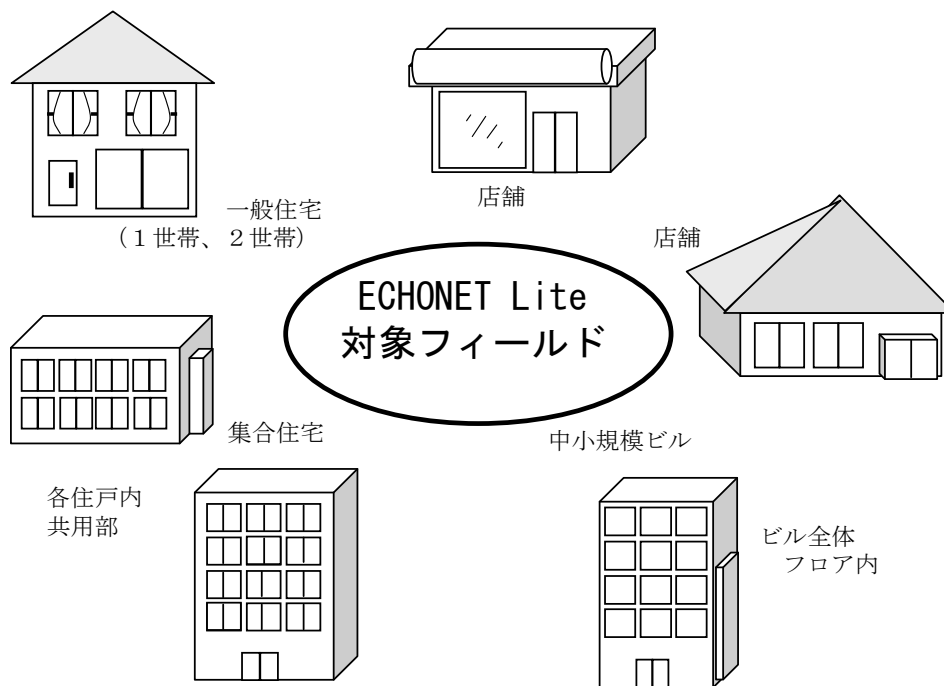 店舗
一般住宅
（１世帯、２世帯）
店舗
ECHONET Lite
対象フィールド
集合住宅
中小規模ビル
各住戸内
共用部
ビル全体
フロア内